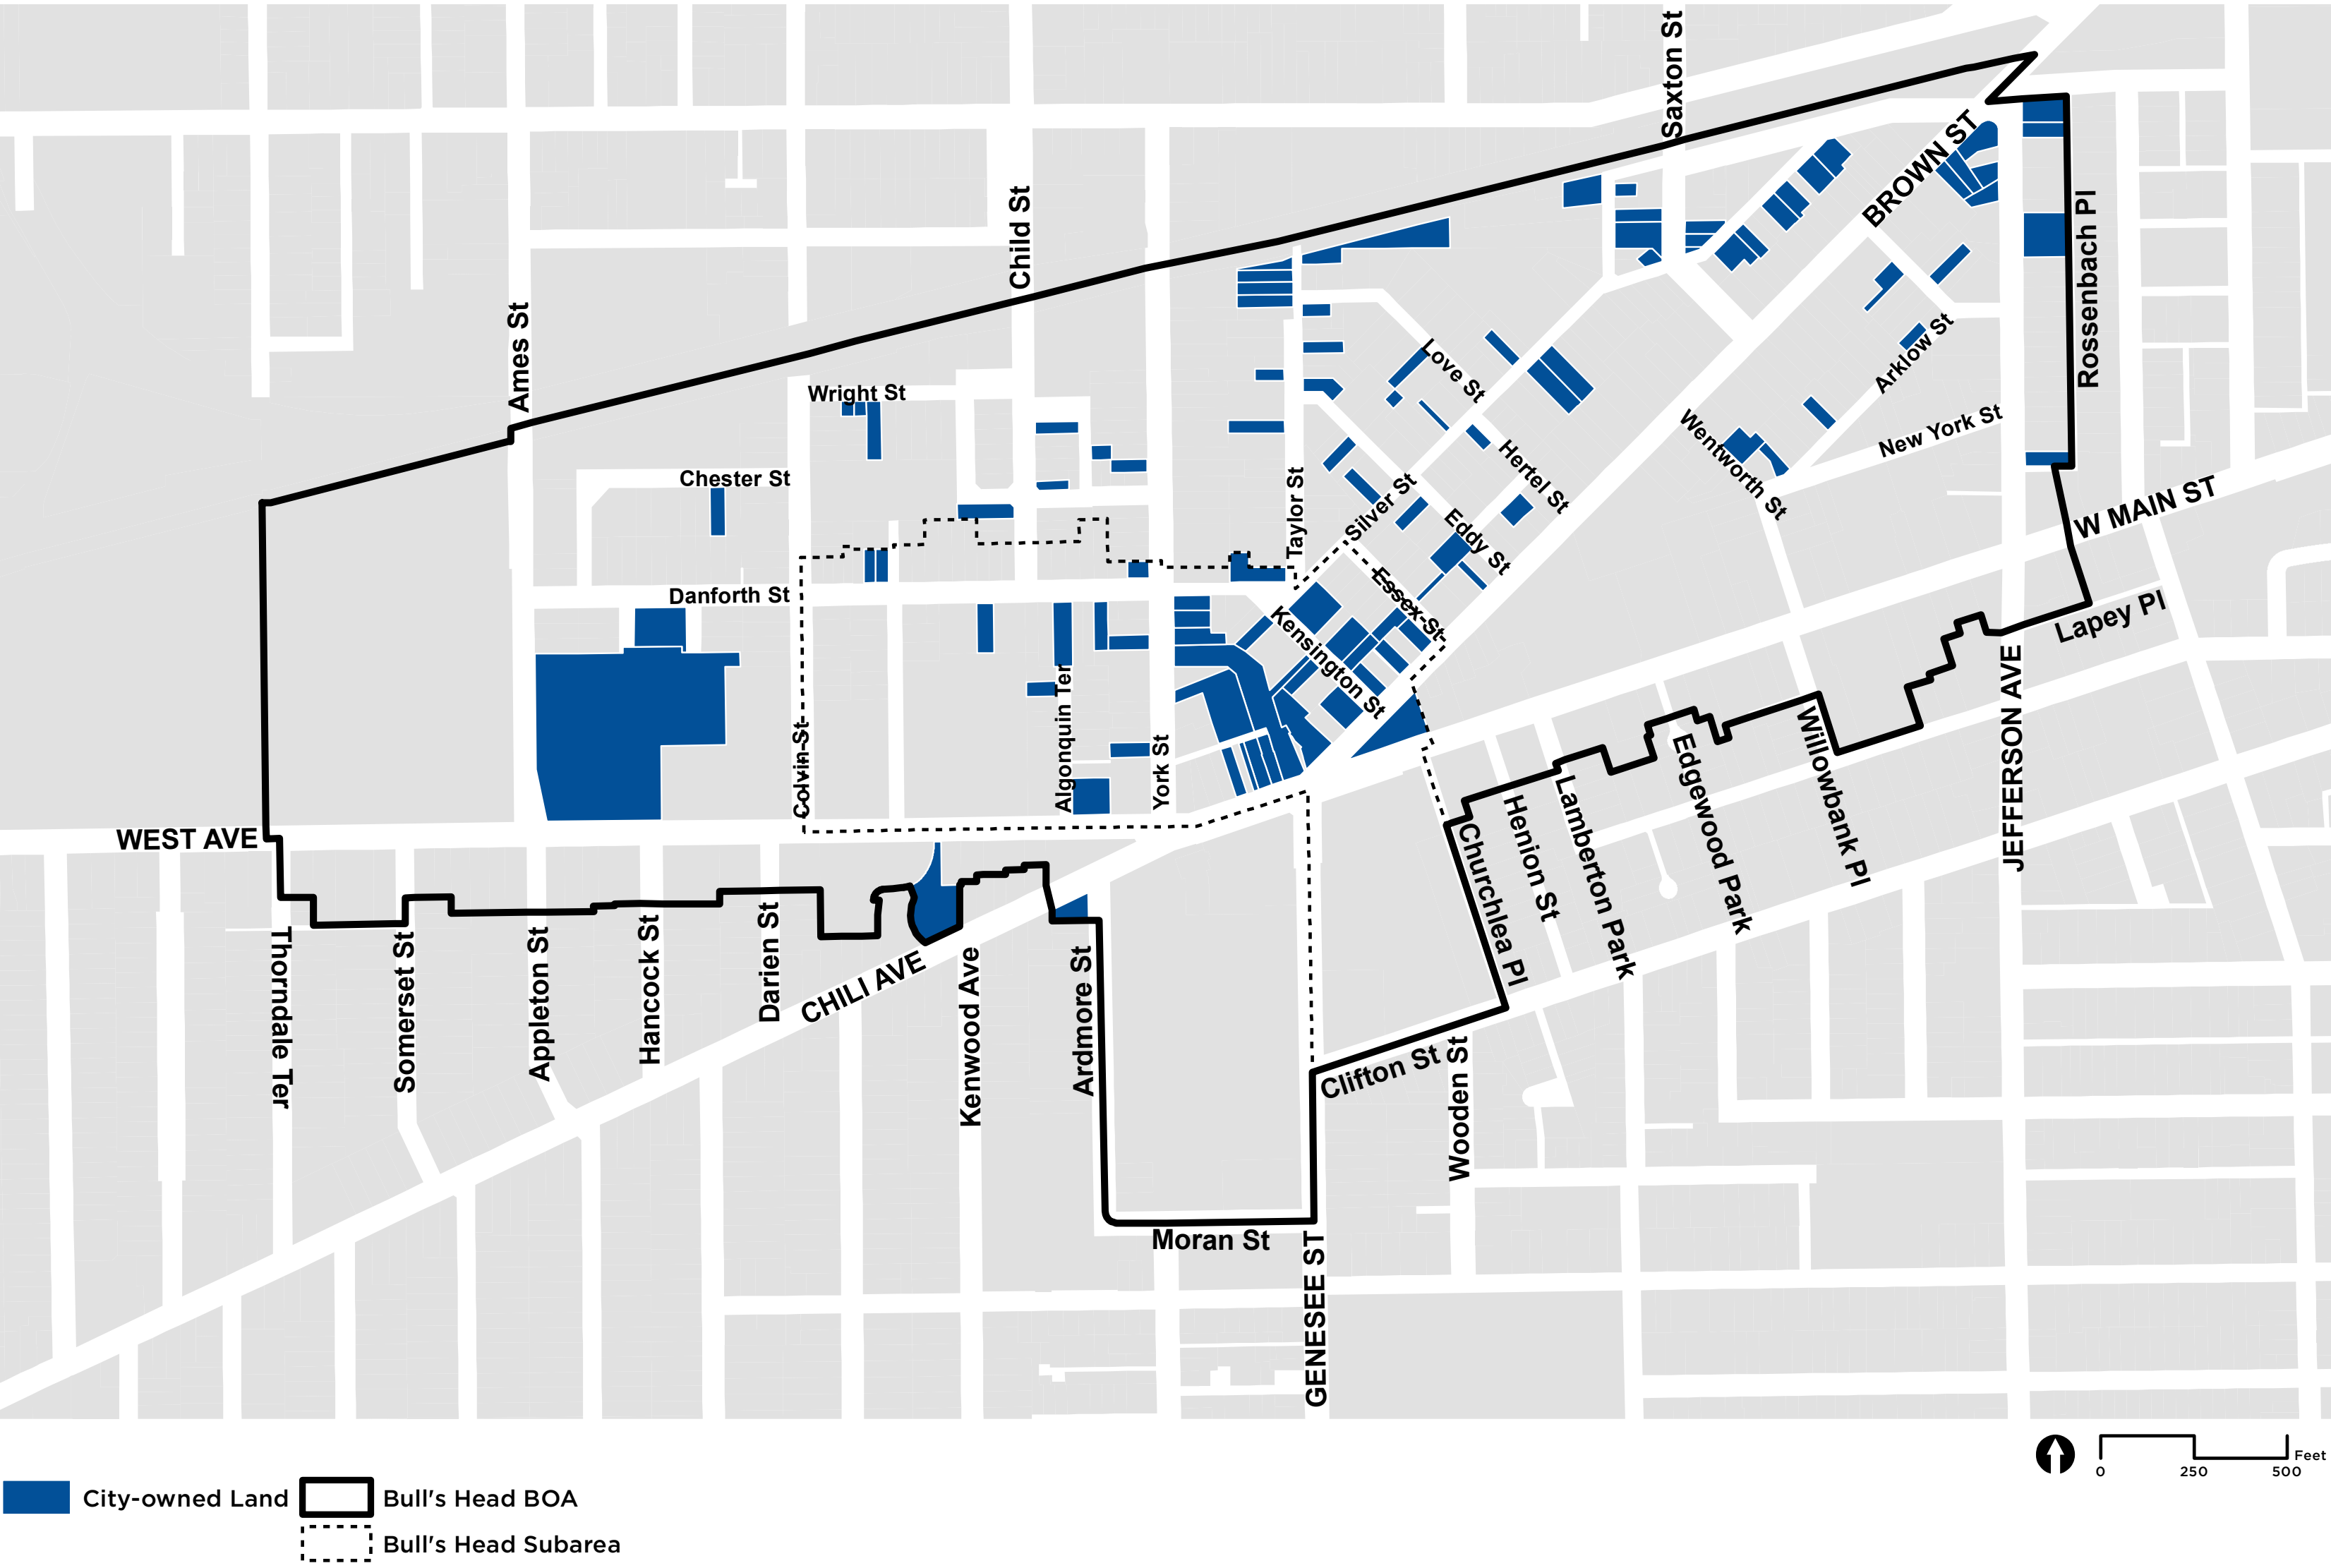 Saxton St
BROWN ST
Child St
Rossenbach Pl
Ames St
Love St
Arklow St
Wright St
Wentworth St
New York St
Hertel St
Chester St
Taylor St
Silver St
Eddy St
W MAIN ST
Danforth St
Essex St
Kensington St
Lapey Pl
Algonquin Ter
Colvin St
York St
JEFFERSON AVE
Willowbank Pl
Edgewood Park
Lamberton Park
Henion St
Churchlea Pl
WEST AVE
Thorndale Ter
Somerset St
Appleton St
Hancock St
Darien St
CHILI AVE
Kenwood Ave
Ardmore St
Clifton St
Wooden St
Moran St
GENESEE ST
Feet
0 250 500
City-owned Land
Bull's Head BOA
Bull's Head Subarea